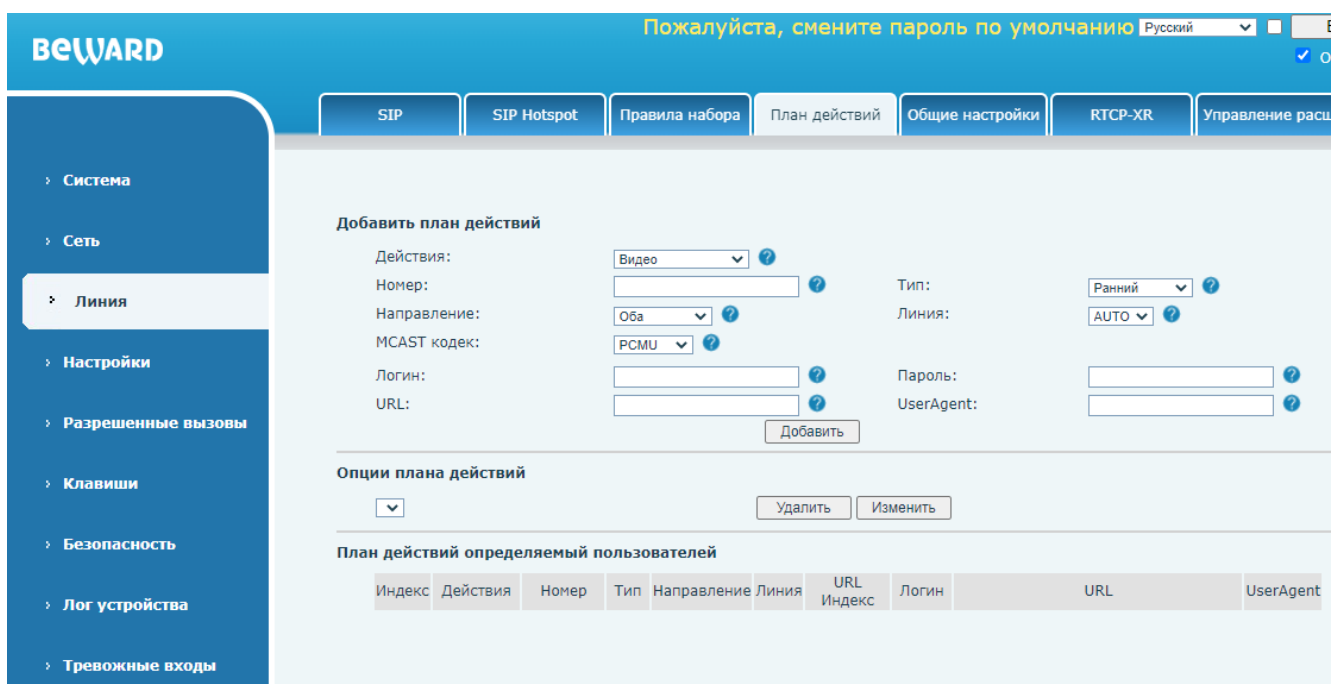 Пожалуйста, смените пароль по умолчанию Русский
BEWARD
SIP SIP Hotspot Правила набора План действий Общие настройки RTCP-XR Управление расш
› Система
› Сеть
› Линия
› Настройки
› Разрешенные вызовы
› Клавиши
› Безопасность
› Лог устройства
› Тревожные входы
Добавить план действий
Действия: Видео ?
Номер: ? Тип: Ранний ?
Направление: Оба ? Линия: AUTO ?
MCAST кодек: PCMU ?
Логин: ? Пароль: ?
URL: ? UserAgent: ?
Добавить
Опции плана действий
Удалить Изменить
План действий определяемый пользователей
Индекс Действия Номер Тип Направление Линия URL Индекс Логин URL UserAgent